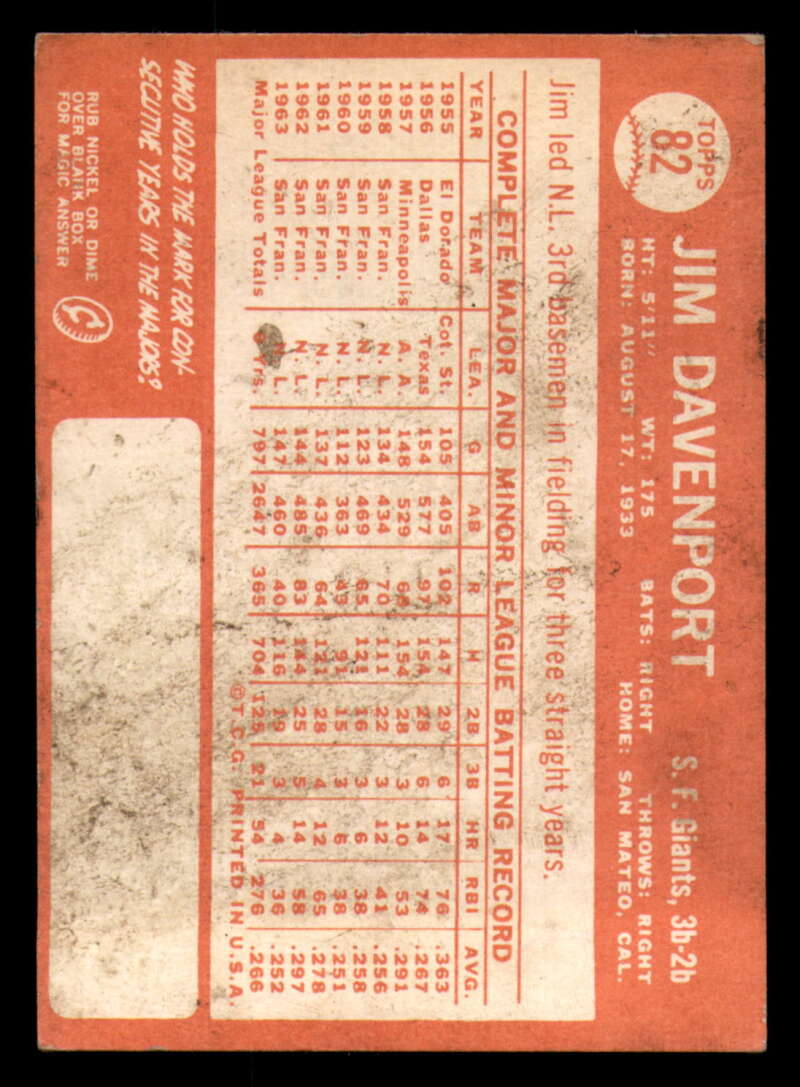 TOPPS
82
JIM DAVENPORT S. F. Giants, 3b-2b
HT: 5'11" WT: 175 BATS: RIGHT THROWS: RIGHT
BORN: AUGUST 17, 1933 HOME: SAN MATEO, CAL.
Jim led N.L. 3rd basemen in fielding for three straight years.
COMPLETE MAJOR AND MINOR LEAGUE BATTING RECORD
YEAR TEAM LEA. G AB R H 2B 3B HR RBI AVG.
1955 El Dorado Cot. St. 105 405 102 147 29 6 17 76 .363
1956 Dallas Texas 154 577 97 154 28 6 14 74 .267
1957 Minneapolis A. A. 148 529 154 28 3 10 53 .291
1958 San Fran. N. L. 134 434 70 111 22 3 12 41 .256
1959 San Fran. N. L. 123 469 65 121 16 3 6 38 .258
1960 San Fran. N. L. 112 363 43 91 15 3 6 38 .251
1961 San Fran. N. L. 137 436 64 121 28 4 12 65 .278
1962 San Fran. N. L. 144 485 83 144 25 5 14 58 .297
1963 San Fran. N. L. 147 460 40 116 19 3 4 36 .252
Major League Totals Yrs. 797 2647 365 704 125 21 54 276 .266
©T.C.G. PRINTED IN U.S.A.
WHO HOLDS THE MARK FOR CON-
SECUTIVE YEARS IN THE MAJORS?
RUB NICKEL OR DIME
OVER BLANK BOX
FOR MAGIC ANSWER